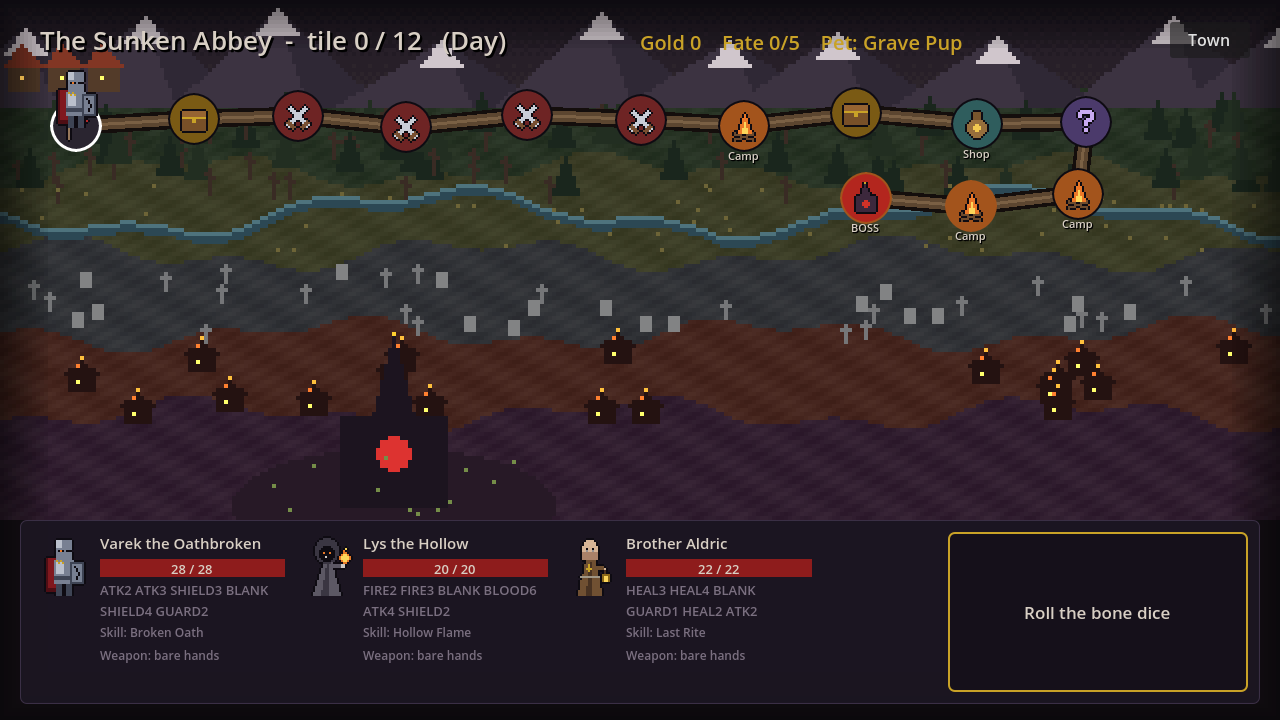 The Sunken Abbey - tile 0 / 12 (Day)
Gold 0 Fate 0/5 Pet: Grave Pup
Town
Camp
Shop
?
BOSS
Camp
Camp
Varek the Oathbroken
28 / 28
ATK2 ATK3 SHIELD3 BLANK
SHIELD4 GUARD2
Skill: Broken Oath
Weapon: bare hands
Lys the Hollow
20 / 20
FIRE2 FIRE3 BLANK BLOOD6
ATK4 SHIELD2
Skill: Hollow Flame
Weapon: bare hands
Brother Aldric
22 / 22
HEAL3 HEAL4 BLANK
GUARD1 HEAL2 ATK2
Skill: Last Rite
Weapon: bare hands
Roll the bone dice